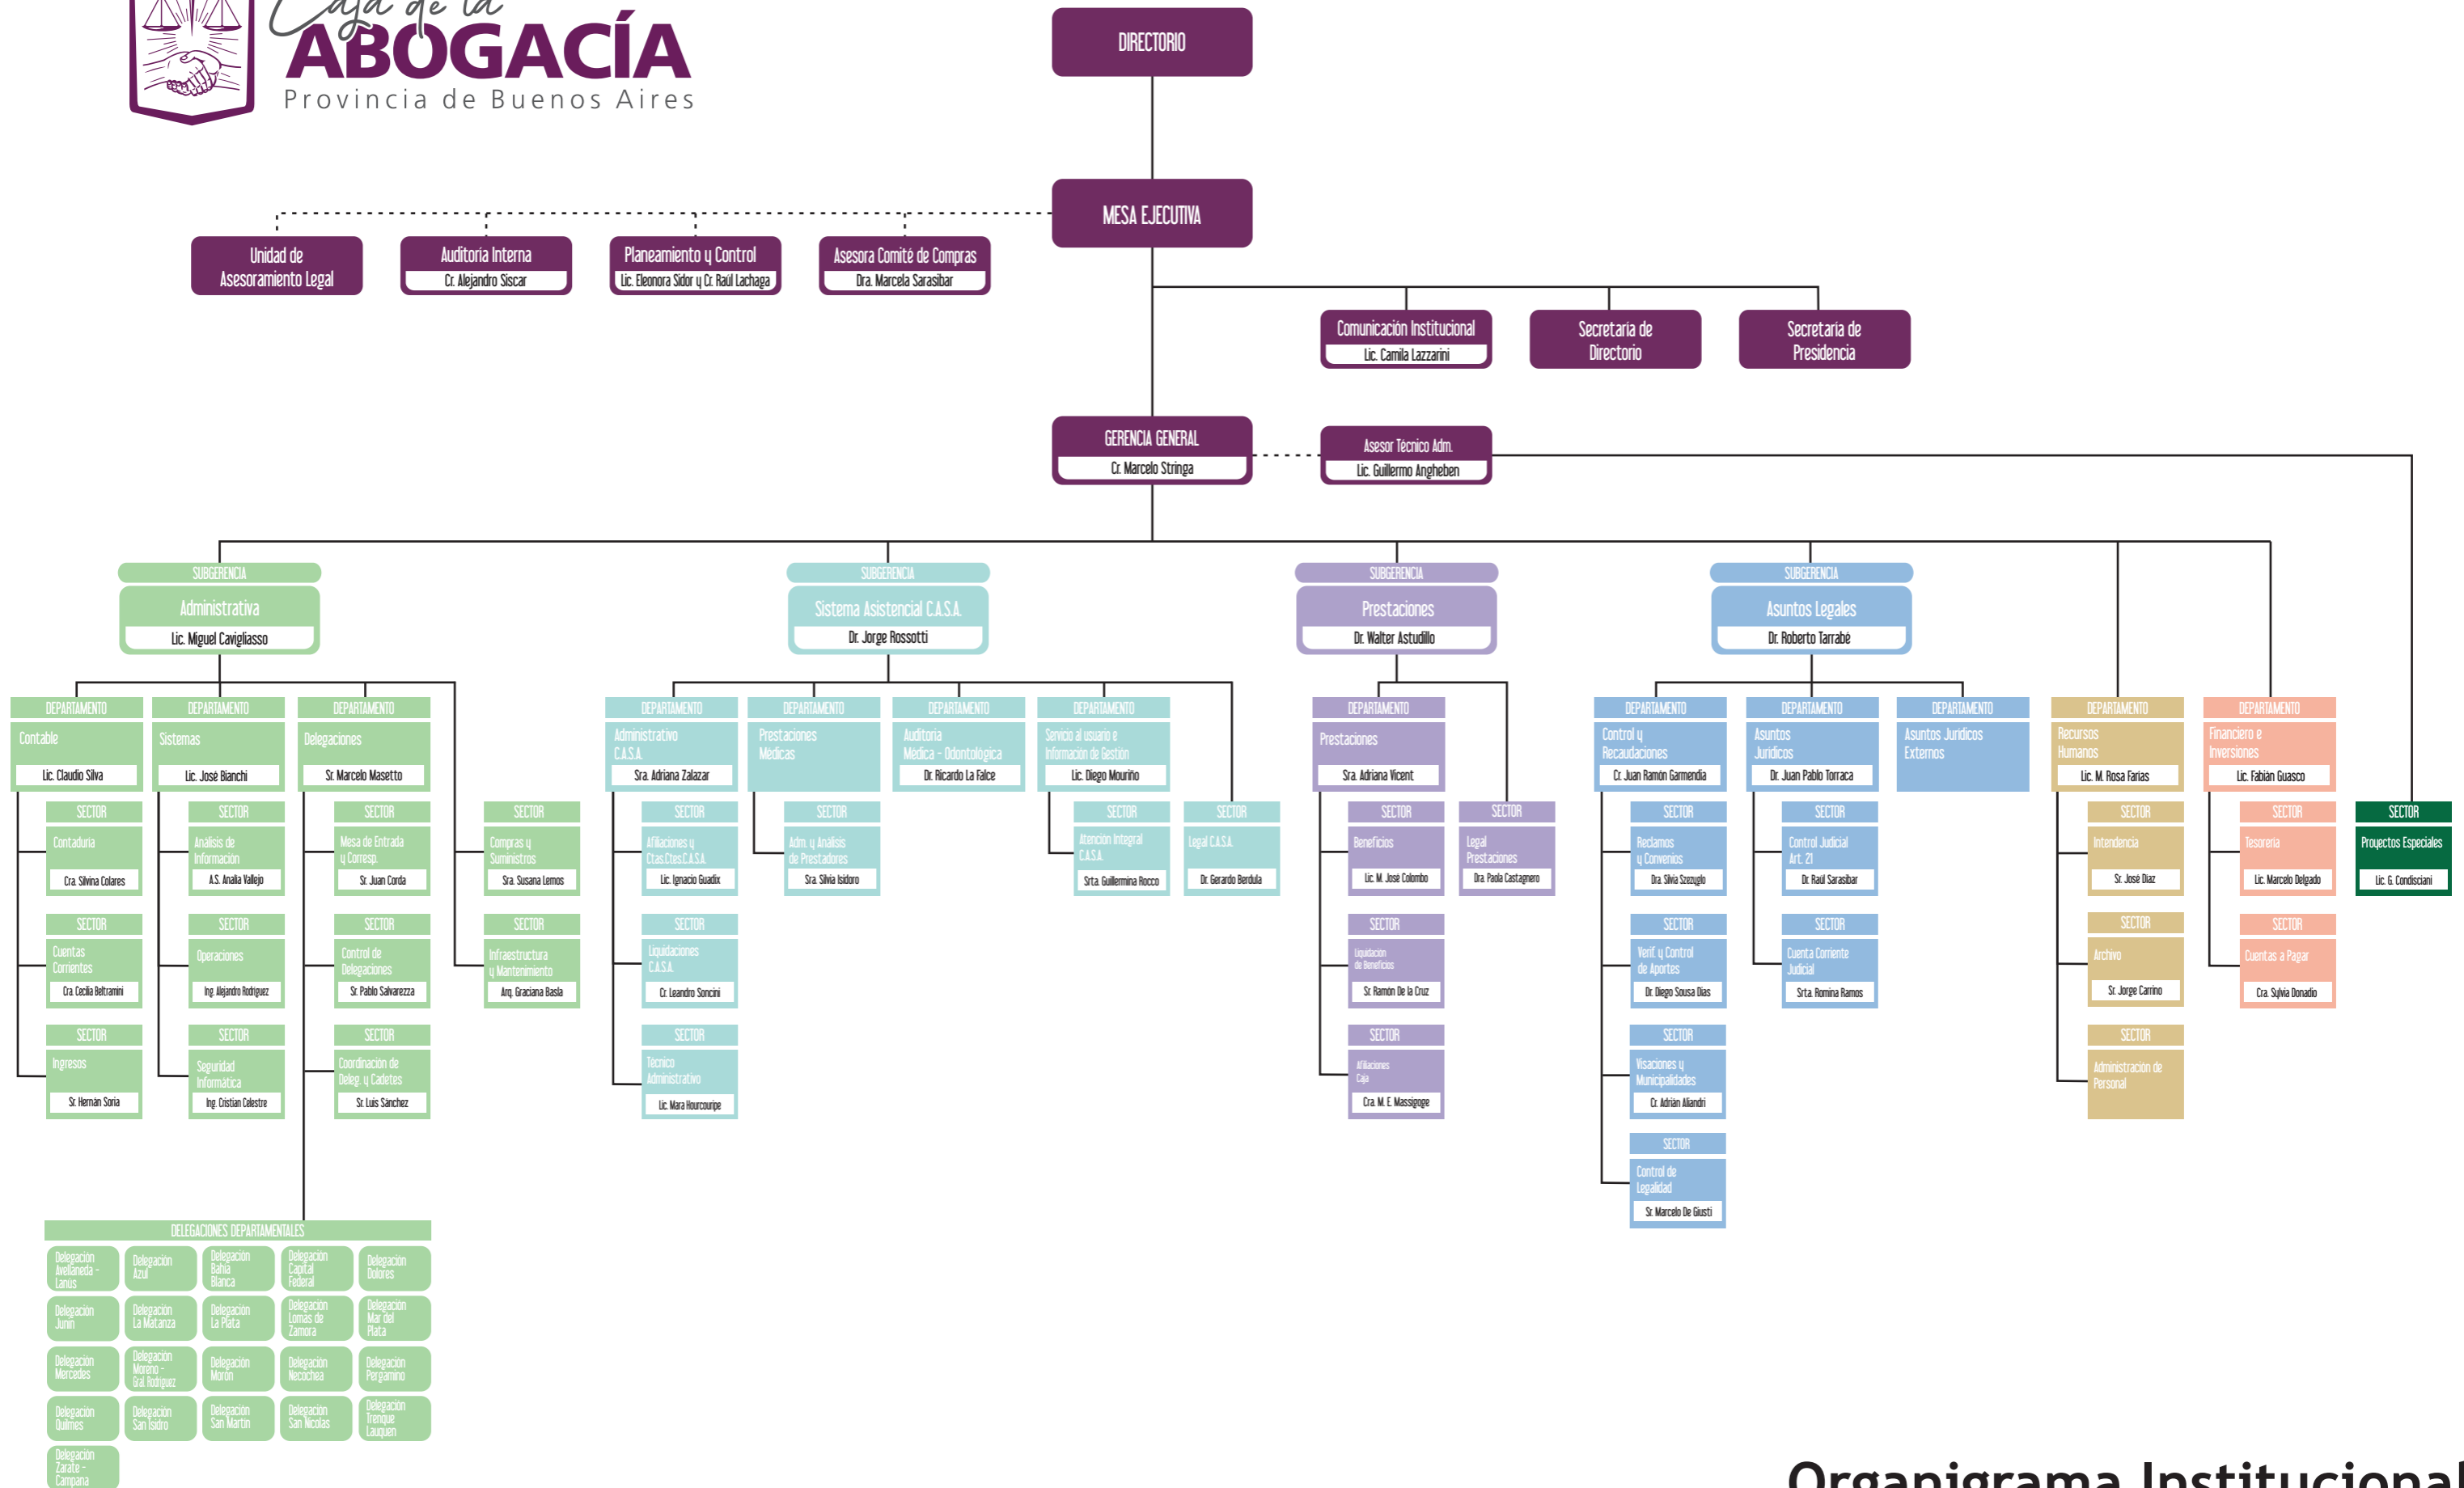 Caja de la
ABOGACÍA
Provincia de Buenos Aires
DIRECTORIO
MESA EJECUTIVA
Unidad de
Asesoramiento Legal
Auditoría Interna
Cr. Alejandro Siscar
Planeamiento y Control
Lic. Eleonora Sidor y Cr. Raúl Lachaga
Asesora Comité de Compras
Dra. Marcela Sarasibar
Comunicación Institucional
Lic. Camila Lazzarini
Secretaría de
Directorio
Secretaría de
Presidencia
GERENCIA GENERAL
Cr. Marcelo Stringa
Asesor Técnico Adm.
Lic. Guillermo Angheben
SUBGERENCIA
Administrativa
Lic. Miguel Cavigliasso
SUBGERENCIA
Sistema Asistencial C.A.S.A.
Dr. Jorge Rossotti
SUBGERENCIA
Prestaciones
Dr. Walter Astudillo
SUBGERENCIA
Asuntos Legales
Dr. Roberto Tarrabé
DEPARTAMENTO
Contable
Lic. Claudio Silva
DEPARTAMENTO
Sistemas
Lic. José Bianchi
DEPARTAMENTO
Delegaciones
Sr. Marcelo Masetto
DEPARTAMENTO
Administrativo
C.A.S.A.
Sra. Adriana Zalazar
DEPARTAMENTO
Prestaciones
Médicas
DEPARTAMENTO
Auditoría
Médica - Odontológica
Dr. Ricardo La Falce
DEPARTAMENTO
Servicio al usuario e
Información de Gestión
Lic. Diego Mouriño
DEPARTAMENTO
Prestaciones
Sra. Adriana Vicent
DEPARTAMENTO
Control y
Recaudaciones
Cr. Juan Ramón Garmendia
DEPARTAMENTO
Asuntos
Jurídicos
Dr. Juan Pablo Torraca
DEPARTAMENTO
Asuntos Jurídicos
Externos
DEPARTAMENTO
Recursos
Humanos
Lic. M. Rosa Farias
DEPARTAMENTO
Financiero e
Inversiones
Lic. Fabián Guasco
SECTOR
Contaduría
Cra. Silvina Colares
SECTOR
Análisis de
Información
A.S. Analía Vallejo
SECTOR
Mesa de Entrada
y Corresp.
Sr. Juan Corda
SECTOR
Compras y
Suministros
Sra. Susana Lemos
SECTOR
Afiliaciones y
Ctas.Ctes.C.A.S.A.
Lic. Ignacio Guadix
SECTOR
Adm. y Análisis
de Prestadores
Sra. Silvia Isidoro
SECTOR
Atención Integral
C.A.S.A.
Srta. Guillermina Rocco
SECTOR
Legal C.A.S.A.
Dr. Gerardo Berdula
SECTOR
Beneficios
Lic. M. José Colombo
SECTOR
Legal
Prestaciones
Dra. Paola Castagnero
SECTOR
Reclamos
y Convenios
Dra. Silvia Szezyglo
SECTOR
Control Judicial
Art. 21
Dr. Raúl Sarasibar
SECTOR
Intendencia
Sr. José Díaz
SECTOR
Tesorería
Lic. Marcelo Delgado
SECTOR
Proyectos Especiales
Lic. G. Condisciani
SECTOR
Cuentas
Corrientes
Cra. Cecilia Beltramini
SECTOR
Operaciones
Ing. Alejandro Rodríguez
SECTOR
Control de
Delegaciones
Sr. Pablo Salvarezza
SECTOR
Infraestructura
y Mantenimiento
Arq. Graciana Basla
SECTOR
Liquidaciones
C.A.S.A.
Cr. Leandro Soncini
SECTOR
Liquidación
de Beneficios
Sr. Ramón De la Cruz
SECTOR
Verif. y Control
de Aportes
Dr. Diego Sousa Dias
SECTOR
Cuenta Corriente
Judicial
Srta. Romina Ramos
SECTOR
Archivo
Sr. Jorge Carrino
SECTOR
Cuentas a Pagar
Cra. Sylvia Donadio
SECTOR
Ingresos
Sr. Hernán Soria
SECTOR
Seguridad
Informática
Ing. Cristian Celestre
SECTOR
Coordinación de
Deleg. y Cadetes
Sr. Luis Sánchez
SECTOR
Técnico
Administrativo
Lic. Mara Hourcouripe
SECTOR
Afiliaciones
Caja
Cra. M. E. Massigoge
SECTOR
Visaciones y
Municipalidades
Cr. Adrián Aliandri
SECTOR
Administración de
Personal
SECTOR
Control de
Legalidad
Sr. Marcelo De Giusti
DELEGACIONES DEPARTAMENTALES
Delegación
Avellaneda -
Lanús
Delegación
Azul
Delegación
Bahía
Blanca
Delegación
Capital
Federal
Delegación
Dolores
Delegación
Junín
Delegación
La Matanza
Delegación
La Plata
Delegación
Lomas de
Zamora
Delegación
Mar del
Plata
Delegación
Mercedes
Delegación
Moreno -
Gral. Rodríguez
Delegación
Morón
Delegación
Necochea
Delegación
Pergamino
Delegación
Quilmes
Delegación
San Isidro
Delegación
San Martín
Delegación
San Nicolas
Delegación
Trenque
Lauquen
Delegación
Zarate -
Campana
Organigrama Institucional